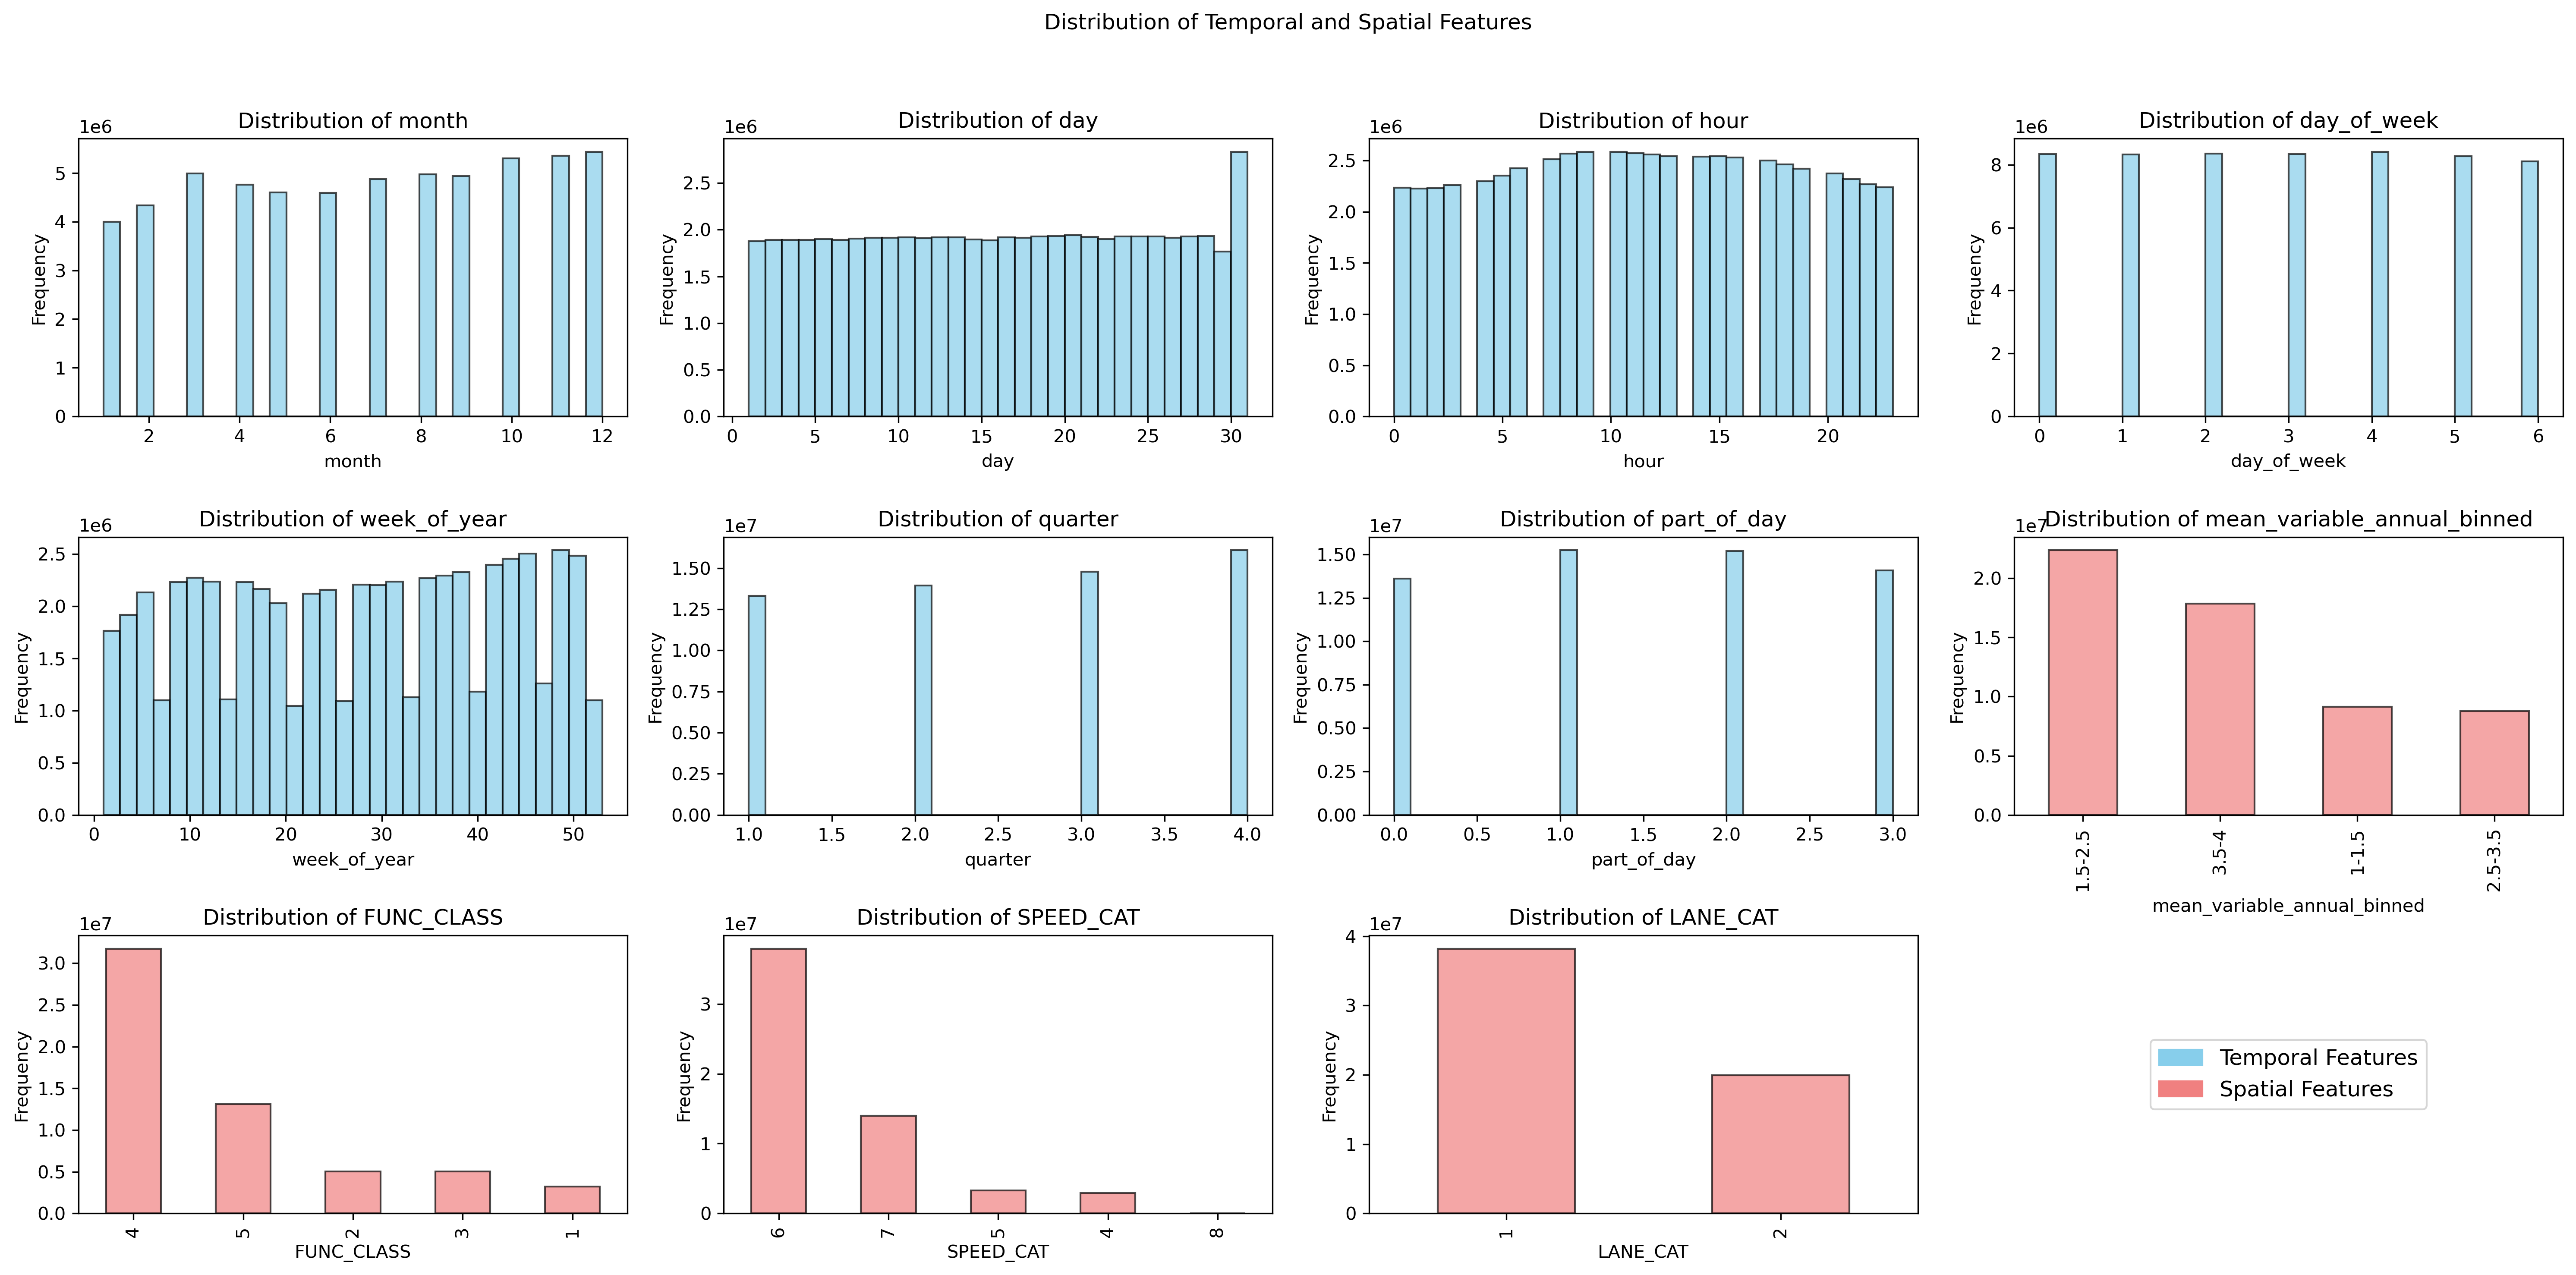 Distribution of Temporal and Spatial Features
Distribution of month
1e6
5
4
3
2
1
0
Frequency
2 4 6 8 10 12
month
Distribution of day
1e6
2.5
2.0
1.5
1.0
0.5
0.0
Frequency
0 5 10 15 20 25 30
day
Distribution of hour
1e6
2.5
2.0
1.5
1.0
0.5
0.0
Frequency
0 5 10 15 20
hour
Distribution of day_of_week
1e6
8
6
4
2
0
Frequency
0 1 2 3 4 5 6
day_of_week
Distribution of week_of_year
1e6
2.5
2.0
1.5
1.0
0.5
0.0
Frequency
0 10 20 30 40 50
week_of_year
Distribution of quarter
1e7
1.50
1.25
1.00
0.75
0.50
0.25
0.00
Frequency
1.0 1.5 2.0 2.5 3.0 3.5 4.0
quarter
Distribution of part_of_day
1e7
1.50
1.25
1.00
0.75
0.50
0.25
0.00
Frequency
0.0 0.5 1.0 1.5 2.0 2.5 3.0
part_of_day
Distribution of mean_variable_annual_binned
1e7
2.0
1.5
1.0
0.5
0.0
Frequency
1.5-2.5 3.5-4 1-1.5 2.5-3.5
mean_variable_annual_binned
Distribution of FUNC_CLASS
1e7
3.0
2.5
2.0
1.5
1.0
0.5
0.0
Frequency
4 5 2 3 1
FUNC_CLASS
Distribution of SPEED_CAT
1e7
3
2
1
0
Frequency
6 7 5 4 8
SPEED_CAT
Distribution of LANE_CAT
1e7
4
3
2
1
0
Frequency
1 2
LANE_CAT
Temporal Features
Spatial Features